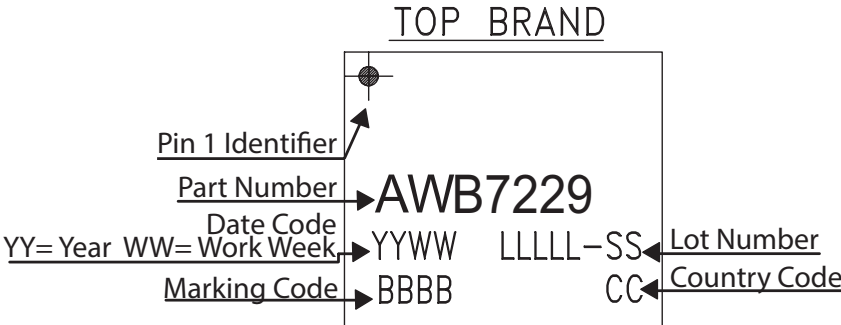 TOP BRAND
Pin 1 Identifier
Part Number
AWB7229
Date Code
YY= Year WW= Work Week
YYWW LLLLL-SS
Lot Number
Marking Code
BBBB CC
Country Code